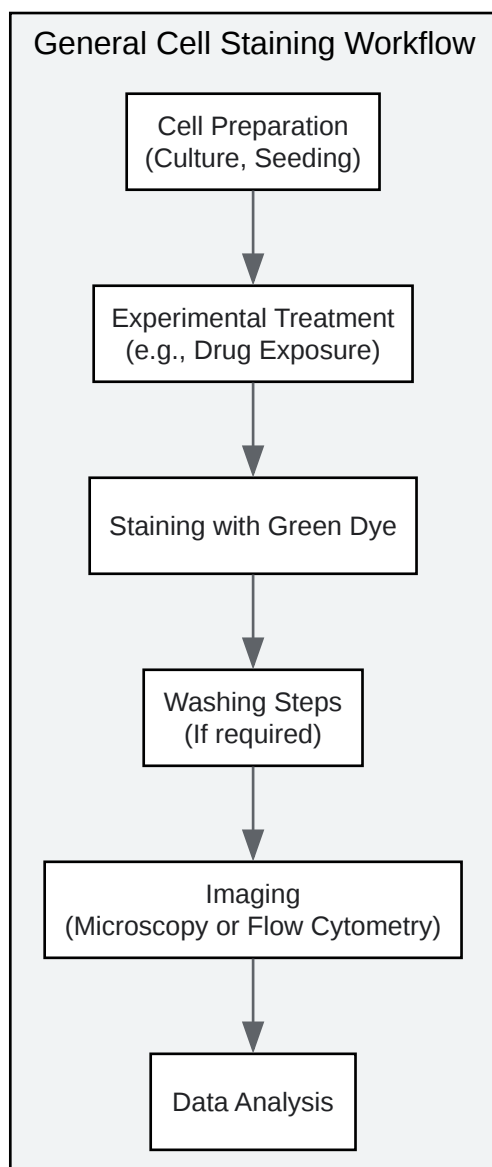 General Cell Staining Workflow
Cell Preparation
(Culture, Seeding)
Experimental Treatment
(e.g., Drug Exposure)
Staining with Green Dye
Washing Steps
(If required)
Imaging
(Microscopy or Flow Cytometry)
Data Analysis